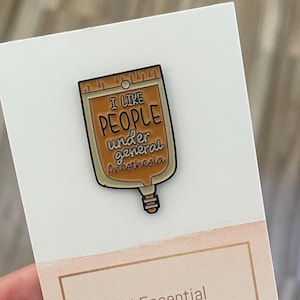 I LIKE
PEOPLE
under
general
Anesthesia
Essential